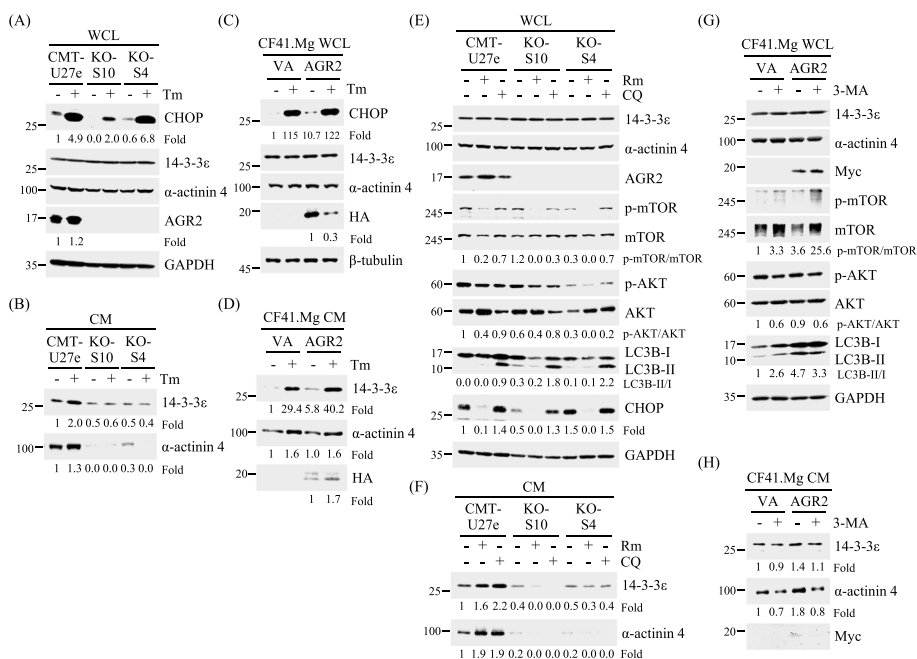 (A)
WCL
CMT-U27e KO-S10 KO-S4
- + - + - + Tm
25 CHOP
1 4.9 0.0 2.0 0.6 6.8 Fold
25 14-3-3ε
100 α-actinin 4
17 AGR2
1 1.2 Fold
35 GAPDH
(B)
CM
CMT-U27e KO-S10 KO-S4
- + - + - + Tm
25 14-3-3ε
1 2.0 0.5 0.6 0.5 0.4 Fold
100 α-actinin 4
1 1.3 0.0 0.0 0.3 0.0 Fold
(C)
CF41.Mg WCL
VA AGR2
- + - + Tm
25 CHOP
1 115 10.7 122 Fold
25 14-3-3ε
100 α-actinin 4
20 HA
1 0.3 Fold
45 β-tubulin
(D)
CF41.Mg CM
VA AGR2
- + - + Tm
25 14-3-3ε
1 29.4 5.8 40.2 Fold
100 α-actinin 4
1 1.6 1.0 1.6 Fold
20 HA
1 1.7 Fold
(E)
WCL
CMT-U27e KO-S10 KO-S4
- + - - + - - + - Rm
- - + - - + - - + CQ
25 14-3-3ε
100 α-actinin 4
17 AGR2
245 p-mTOR
245 mTOR
1 0.2 0.7 1.2 0.0 0.3 0.3 0.0 0.7 p-mTOR/mTOR
60 p-AKT
60 AKT
1 0.4 0.9 0.6 0.4 0.8 0.3 0.0 0.2 p-AKT/AKT
17 LC3B-I
10 LC3B-II
0.0 0.0 0.9 0.3 0.2 1.8 0.1 0.1 2.2 LC3B-II/I
25 CHOP
1 0.1 1.4 0.5 0.0 1.3 1.5 0.0 1.5 Fold
35 GAPDH
(F)
CM
CMT-U27e KO-S10 KO-S4
- + - - + - - + - Rm
- - + - - + - - + CQ
25 14-3-3ε
1 1.6 2.2 0.4 0.0 0.0 0.5 0.3 0.4 Fold
100 α-actinin 4
1 1.9 1.9 0.2 0.0 0.0 0.2 0.0 0.0 Fold
(G)
CF41.Mg WCL
VA AGR2
- + - + 3-MA
25 14-3-3ε
100 α-actinin 4
20 Myc
245 p-mTOR
245 mTOR
1 3.3 3.6 25.6 p-mTOR/mTOR
60 p-AKT
60 AKT
1 0.6 0.9 0.6 p-AKT/AKT
17 LC3B-I
10 LC3B-II
1 2.6 4.7 3.3 LC3B-II/I
35 GAPDH
(H)
CF41.Mg CM
VA AGR2
- + - + 3-MA
25 14-3-3ε
1 0.9 1.4 1.1 Fold
100 α-actinin 4
1 0.7 1.8 0.8 Fold
20 Myc